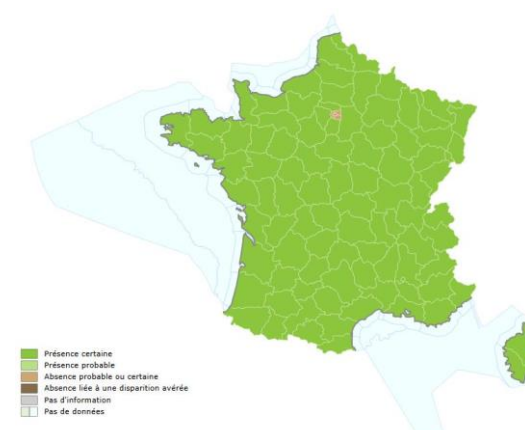 Présence certaine
Présence probable
Absence probable ou certaine
Absence liée à une disparition avérée
Pas d'information
Pas de données